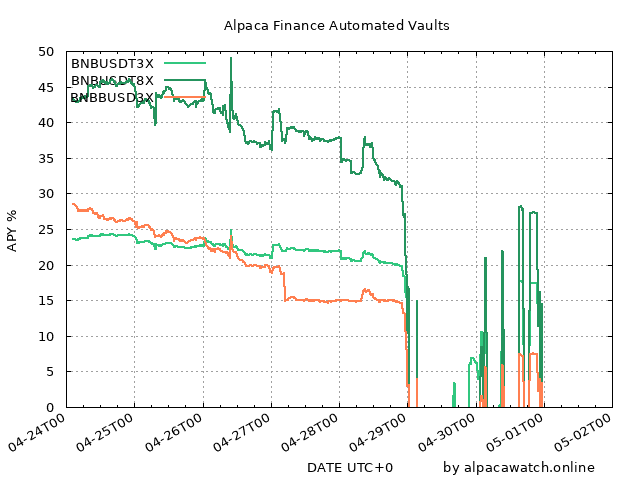 Alpaca Finance Automated Vaults
50
45
40
35
30
25
20
15
10
5
0
APY %
BNBUSDT3X
BNBUSDT8X
BNBBUSD3X
04-24T00
04-25T00
04-26T00
04-27T00
04-28T00
04-29T00
04-30T00
05-01T00
05-02T00
DATE UTC+0
by alpacawatch.online